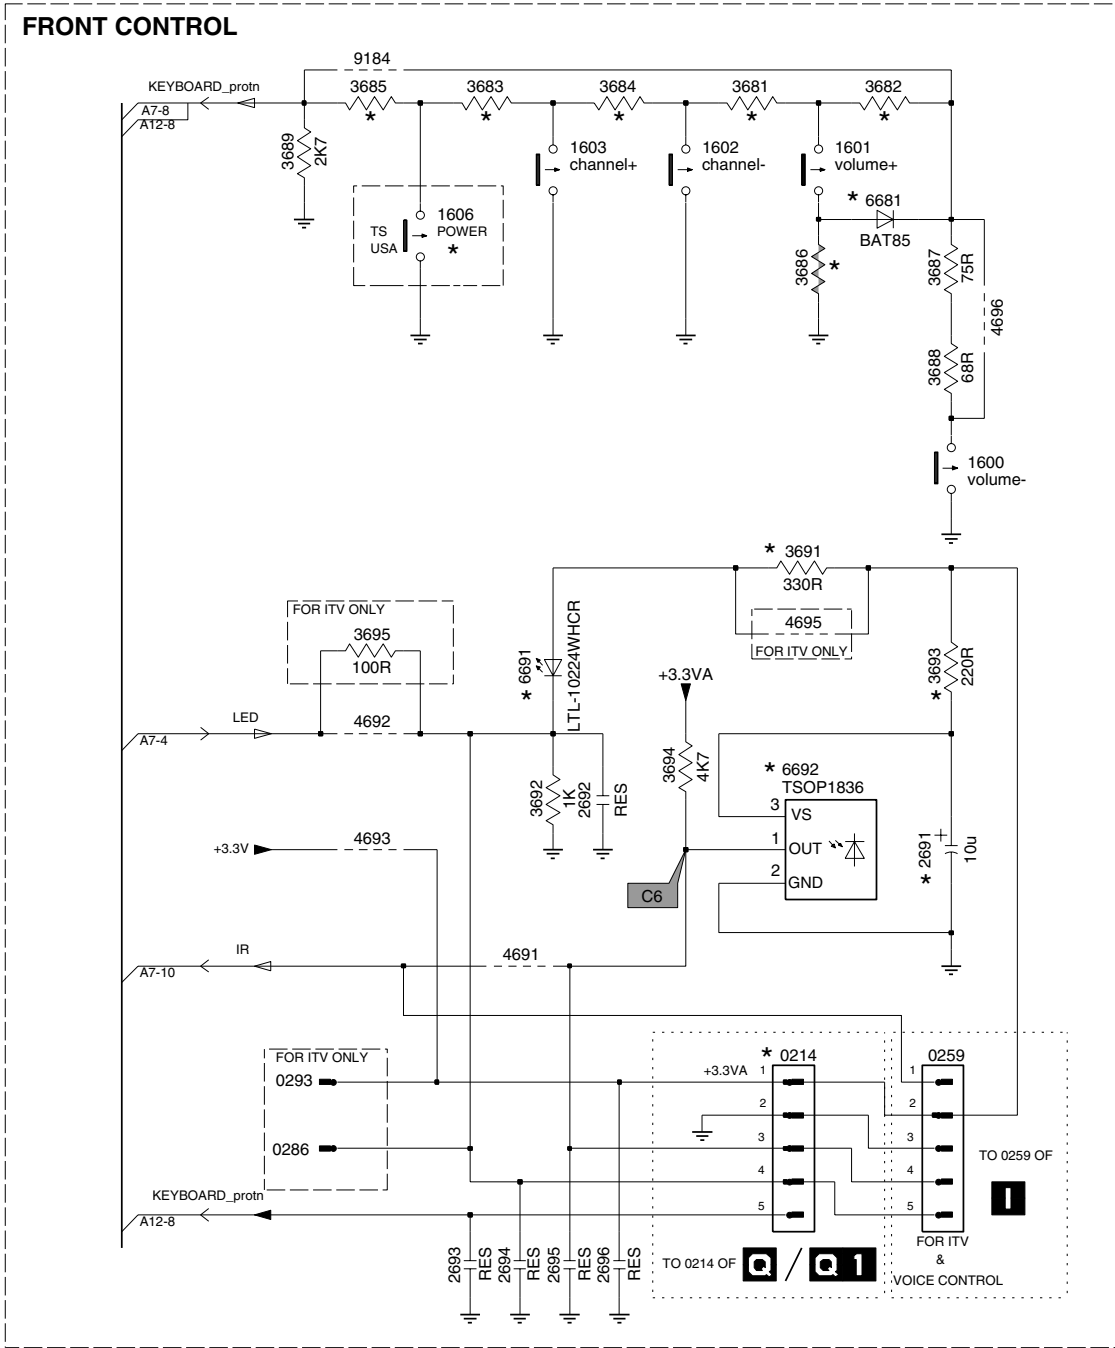 FRONT CONTROL
9184
KEYBOARD_protn
3685
*
3683
*
3684
*
3681
*
3682
*
A7-8
A12-8
3689
2K7
1603
channel+
1602
channel-
1601
volume+
TS
USA
1606
POWER
*
* 6681
BAT85
3686
*
3687
75R
4696
3688
68R
1600
volume-
* 3691
330R
4695
FOR ITV ONLY
FOR ITV ONLY
3695
100R
* 6691
LTL-10224WHCR
* 3693
220R
+3.3VA
LED
4692
A7-4
3694
4K7
* 6692
TSOP1836
3692
1K
2692
RES
3
VS
1
OUT
2
GND
* 2691
+
10u
+3.3V
4693
C6
IR
4691
A7-10
FOR ITV ONLY
0293
0286
* 0214
+3.3VA
1
2
3
4
5
0259
1
2
3
4
5
TO 0259 OF
I
KEYBOARD_protn
A12-8
2693
RES
2694
RES
2695
RES
2696
RES
TO 0214 OF Q / Q 1
FOR ITV
&
VOICE CONTROL